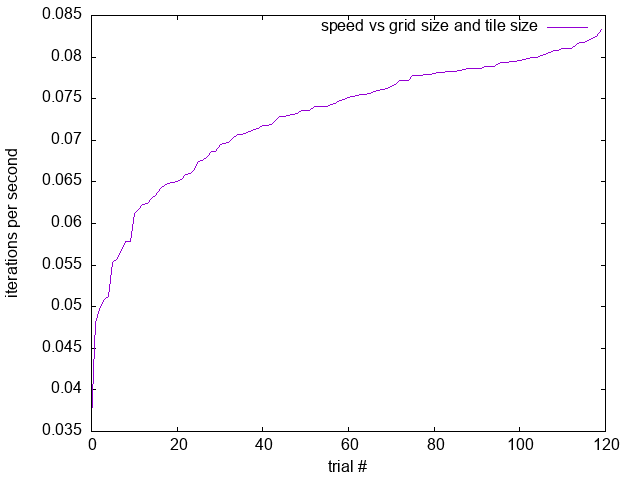 speed vs grid size and tile size
0.085
0.08
0.075
0.07
0.065
0.06
0.055
0.05
0.045
0.04
0.035
iterations per second
0 20 40 60 80 100 120
trial #